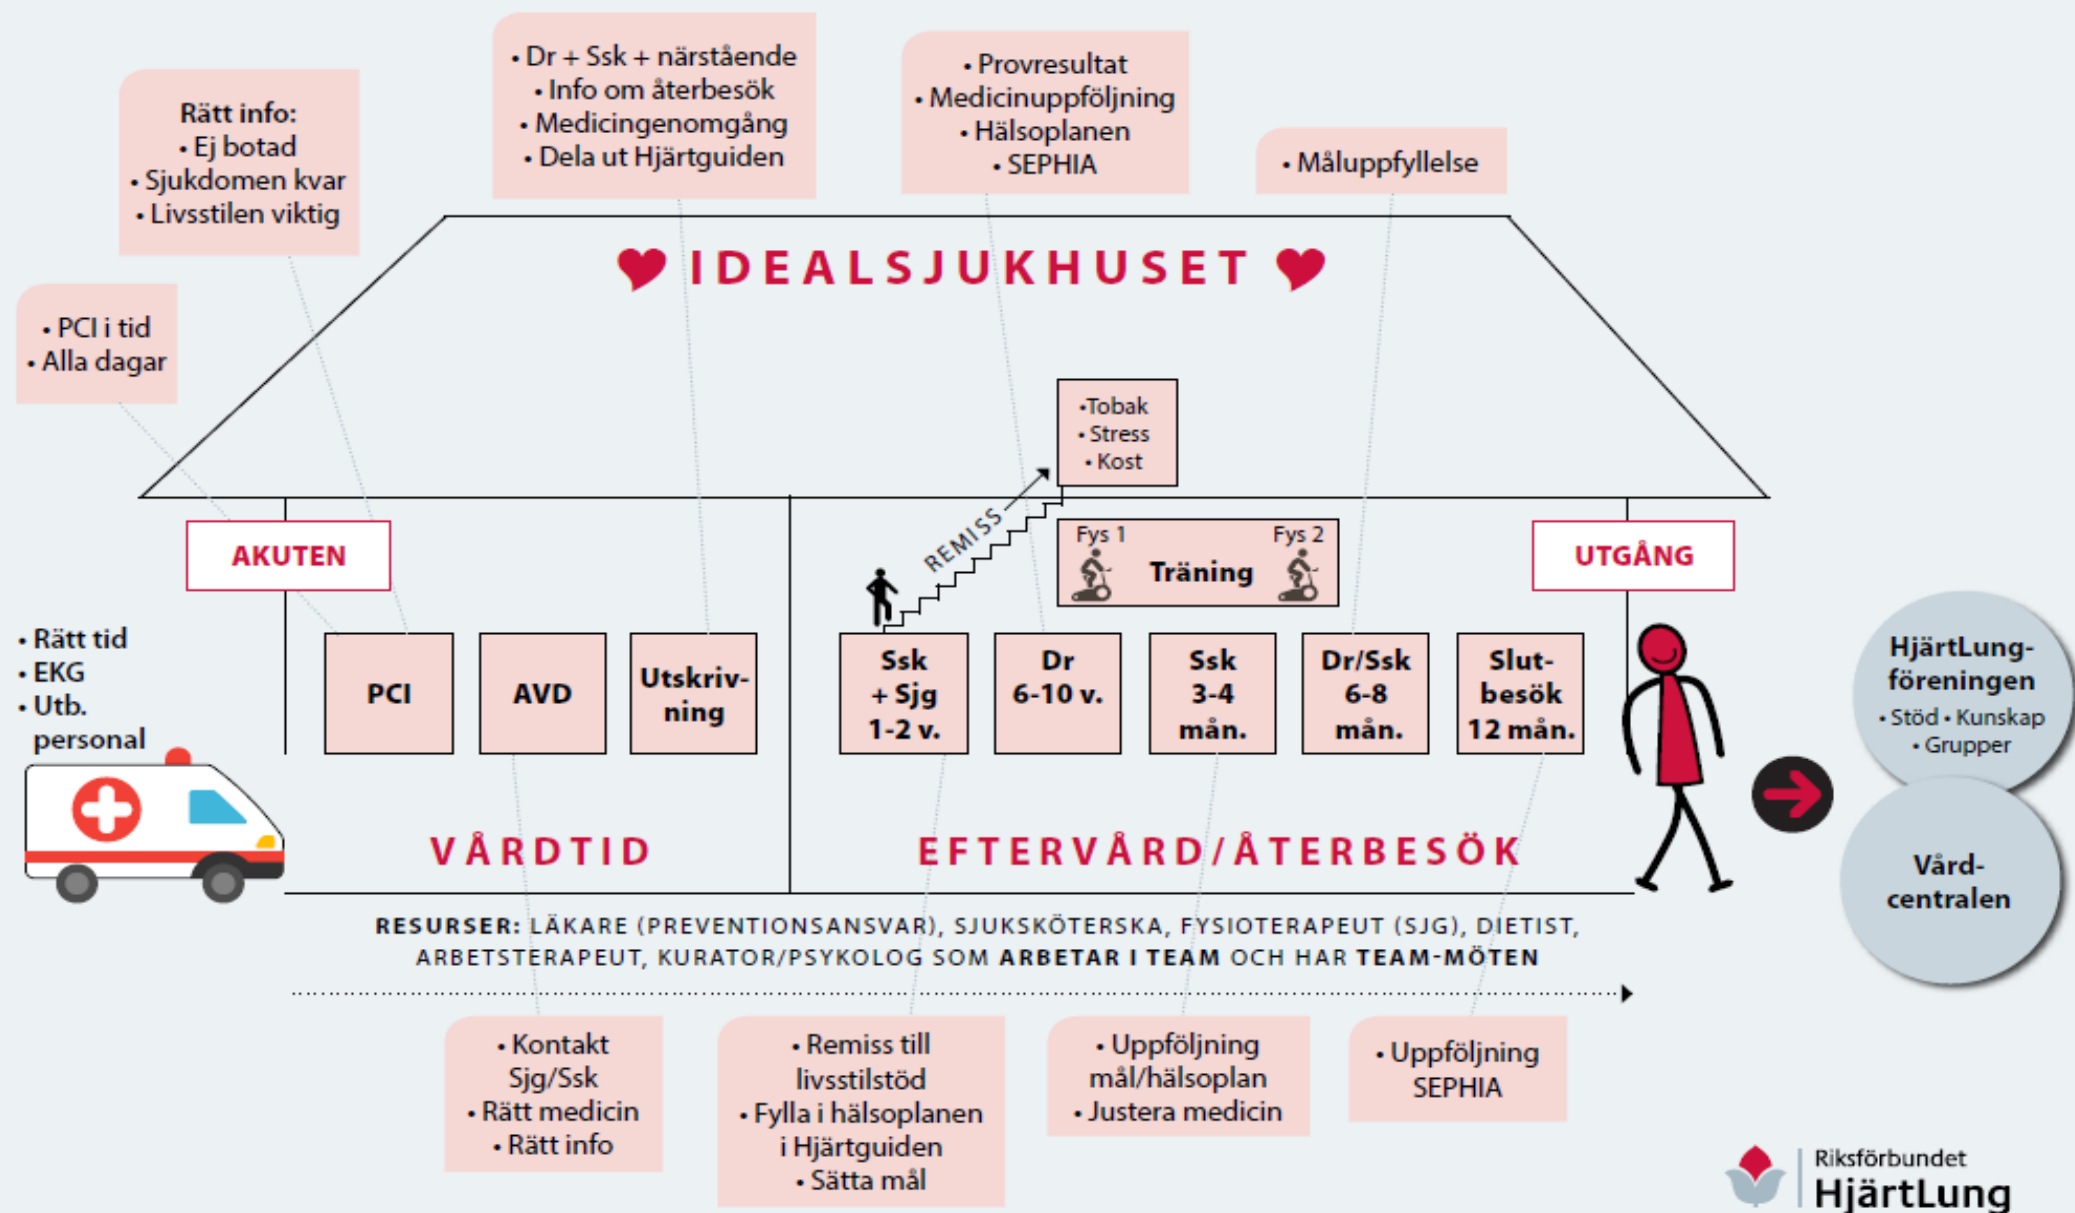 • Dr + Ssk + närstående
• Info om återbesök
• Medicingenomgång
• Dela ut Hjärtguiden
• Provresultat
• Medicinuppföljning
• Hälsoplanen
• SEPHIA
Rätt info:
• Ej botad
• Sjukdomen kvar
• Livsstilen viktig
• Måluppfyllelse
IDEALSJUKHUSET
• PCI i tid
• Alla dagar
•Tobak
• Stress
• Kost
REMISS
AKUTEN
Fys 1
Fys 2
Träning
UTGÅNG
• Rätt tid
• EKG
• Utb.
personal
PCI
AVD
Utskriv-
ning
Ssk
+ Sjg
1-2 v.
Dr
6-10 v.
Ssk
3-4
mån.
Dr/Ssk
6-8
mån.
Slut-
besök
12 mån.
HjärtLung-
föreningen
• Stöd • Kunskap
• Grupper
Vård-
centralen
VÅRDTID
EFTERVÅRD/ÅTERBESÖK
RESURSER: LÄKARE (PREVENTIONSANSVAR), SJUKSKÖTERSKA, FYSIOTERAPEUT (SJG), DIETIST,
ARBETSTERAPEUT, KURATOR/PSYKOLOG SOM ARBETAR I TEAM OCH HAR TEAM-MÖTEN
• Kontakt
Sjg/Ssk
• Rätt medicin
• Rätt info
• Remiss till
livsstilstöd
• Fylla i hälsoplanen
i Hjärtguiden
• Sätta mål
• Uppföljning
mål/hälsoplan
• Justera medicin
• Uppföljning
SEPHIA
Riksförbundet
HjärtLung